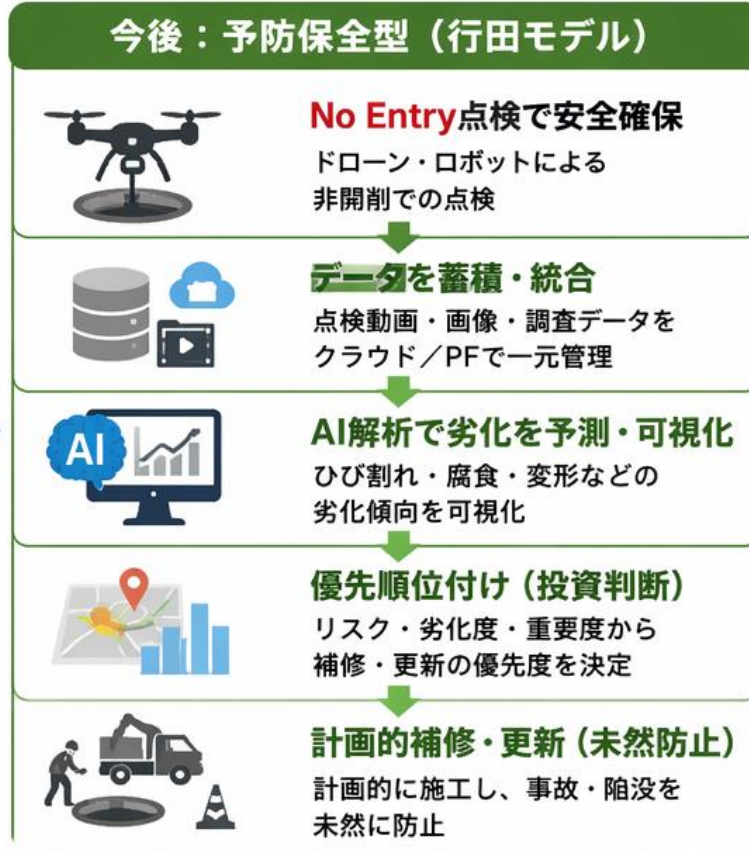 今後：予防保全型（行田モデル）
No Entry点検で安全確保
ドローン・ロボットによる
非開削での点検
データを蓄積・統合
点検動画・画像・調査データを
クラウド／PFで一元管理
AI
AI解析で劣化を予測・可視化
ひび割れ・腐食・変形などの
劣化傾向を可視化
優先順位付け（投資判断）
リスク・劣化度・重要度から
補修・更新の優先度を決定
計画的補修・更新（未然防止）
計画的に施工し、事故・陥没を
未然に防止